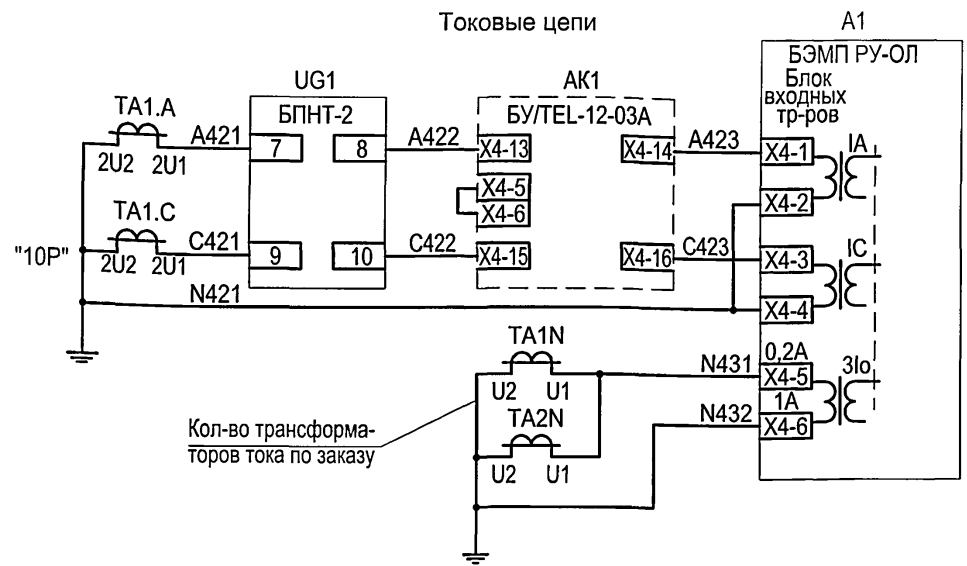 Токовые цепи
A1
БЭМП РУ-ОЛ
Блок
входных
тр-ров
UG1
БПНТ-2
AK1
БУ/TEL-12-03A
TA1.A
2U2 2U1
A421
7
8
A422
X4-13
X4-14
A423
X4-1
IA
X4-5
X4-6
X4-2
TA1.C
2U2 2U1
"10P"
C421
9
10
C422
X4-15
X4-16
C423
X4-3
IC
N421
X4-4
TA1N
U2 U1
N431
0,2A
X4-5
3Io
TA2N
U2 U1
N432
1A
X4-6
Кол-во трансформа-
торов тока по заказу